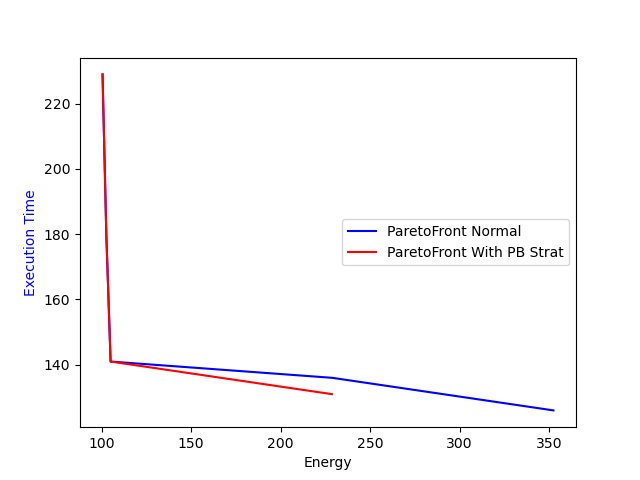 220
200
180
160
140
Execution Time
ParetoFront Normal
ParetoFront With PB Strat
100 150 200 250 300 350
Energy